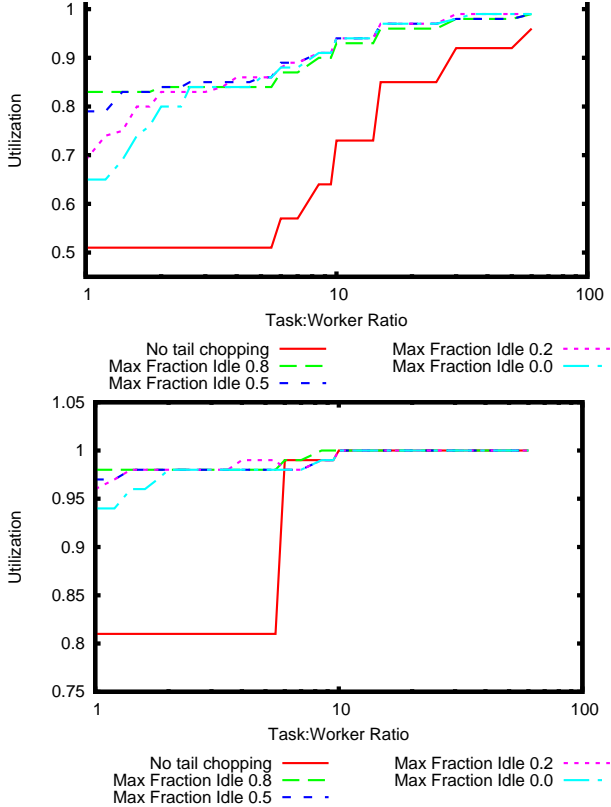 1
0.9
0.8
0.7
0.6
0.5
Utilization
1 10 100
Task:Worker Ratio
No tail chopping
Max Fraction Idle 0.8
Max Fraction Idle 0.5
Max Fraction Idle 0.2
Max Fraction Idle 0.0
1.05
1
0.95
0.9
0.85
0.8
0.75
Utilization
1 10 100
Task:Worker Ratio
No tail chopping
Max Fraction Idle 0.8
Max Fraction Idle 0.5
Max Fraction Idle 0.2
Max Fraction Idle 0.0